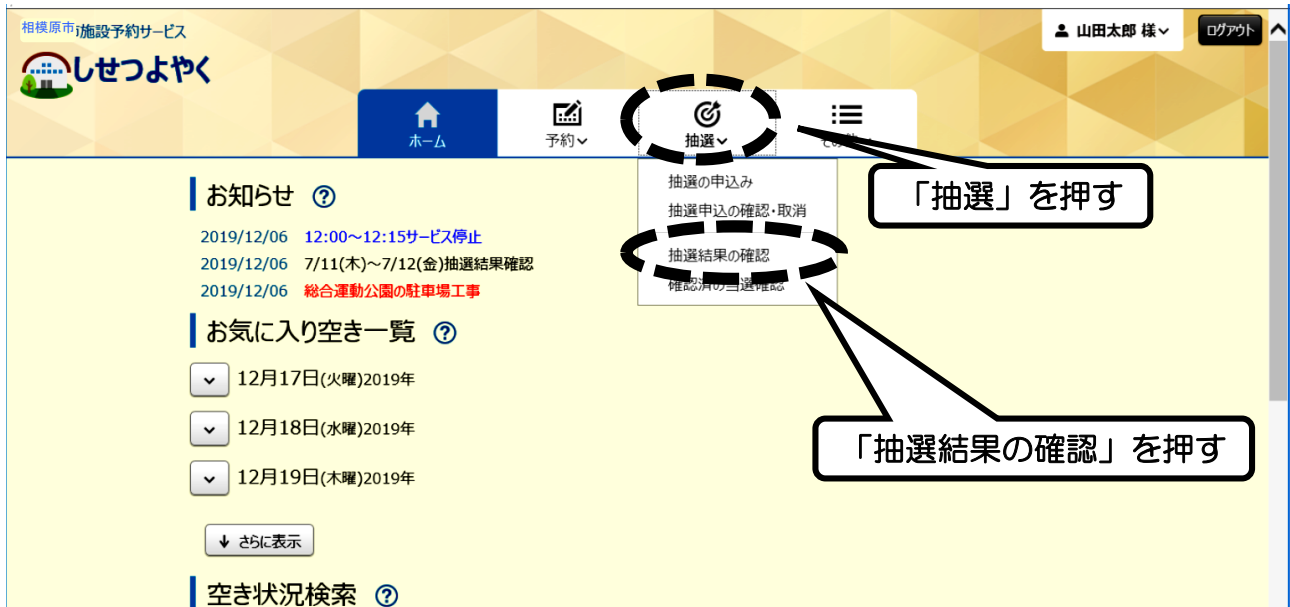 相模原市施設予約サービス
しせつよやく
山田太郎 様
ログアウト
ホーム
予約
抽選
抽選の申込み
抽選申込の確認・取消
抽選結果の確認
確認済の当選確認
「抽選」を押す
「抽選結果の確認」を押す
お知らせ ?
2019/12/06 12:00～12:15サービス停止
2019/12/06 7/11(木)～7/12(金)抽選結果確認
2019/12/06 総合運動公園の駐車場工事
お気に入り空き一覧 ?
12月17日(火曜)2019年
12月18日(水曜)2019年
12月19日(木曜)2019年
さらに表示
空き状況検索 ?